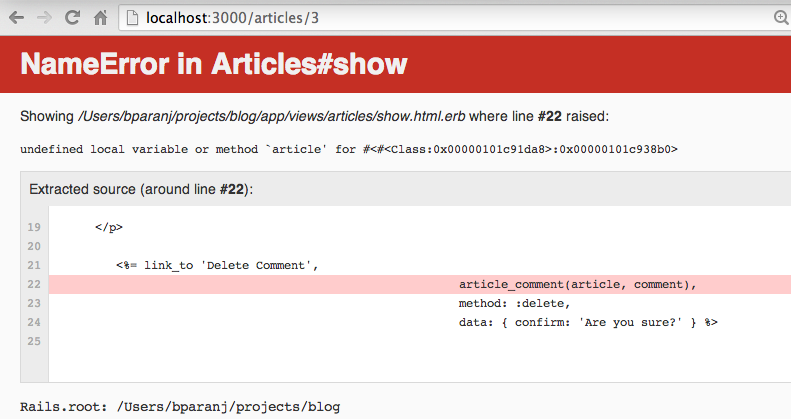 localhost:3000/articles/3
NameError in Articles#show
Showing /Users/bparanj/projects/blog/app/views/articles/show.html.erb where line #22 raised:
undefined local variable or method `article' for #<#<Class:0x00000101c91da8>:0x00000101c938b0>
Extracted source (around line #22):
19 </p>
20
21 <%= link_to 'Delete Comment',
22 article_comment(article, comment),
23 method: :delete,
24 data: { confirm: 'Are you sure?' } %>
25
Rails.root: /Users/bparanj/projects/blog